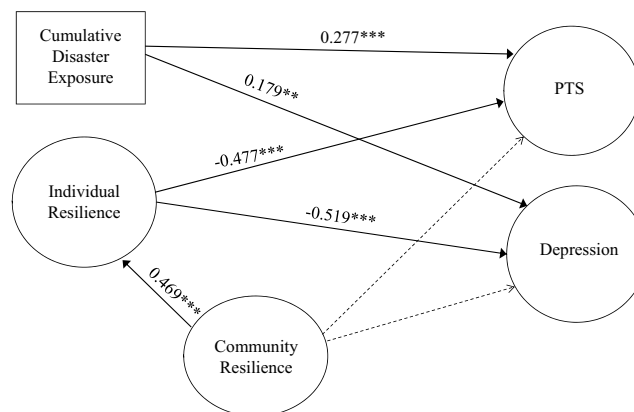 Cumulative
Disaster
Exposure
0.277***
PTS
0.179**
-0.477***
Individual
Resilience
-0.519***
Depression
0.469***
Community
Resilience